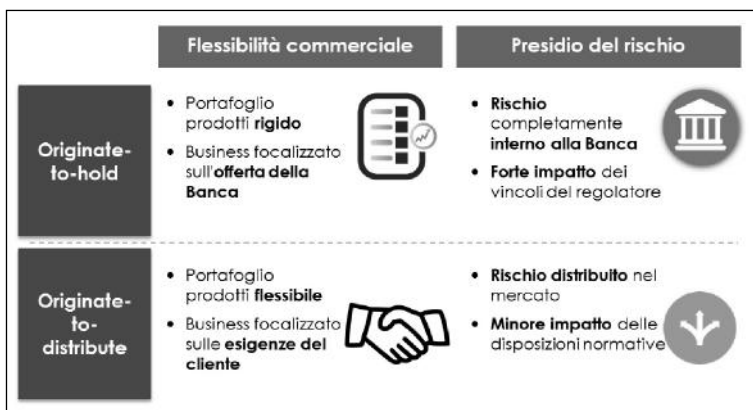 Flessibilità commerciale
Presidio del rischio
Originate-
to-hold
• Portafoglio
prodotti rigido
• Business focalizzato
sull'offerta della
Banca
• Rischio
completamente
interno alla Banca
• Forte impatto dei
vincoli del regolatore
Originate-
to-
distribute
• Portafoglio
prodotti flessibile
• Business focalizzato
sulle esigenze del
cliente
• Rischio distribuito nel
mercato
• Minore impatto delle
disposizioni normative